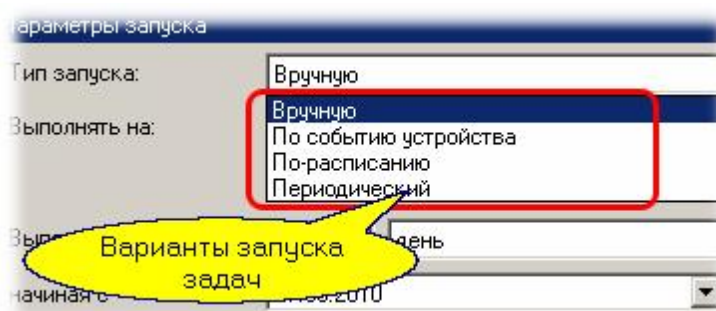 Параметры запуска
Тип запуска:
Вручную
Выполнять на:
Вручную
По событию устройства
По-расписанию
Периодический
день
Варианты запуска
задач
начиная с
2010